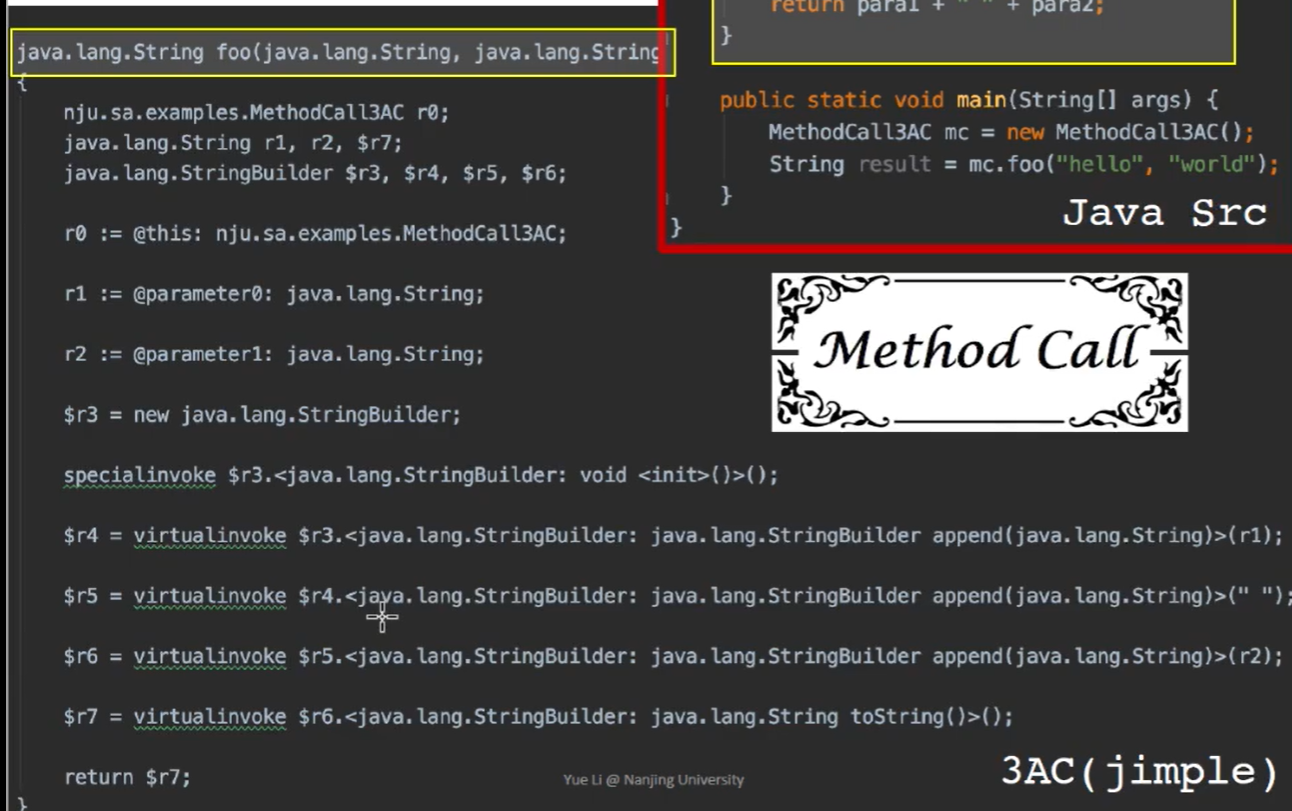 return para1 + " " + para2;
}
public static void main(String[] args) {
MethodCall3AC mc = new MethodCall3AC();
String result = mc.foo("hello", "world");
}
}
Java Src
Method Call
java.lang.String foo(java.lang.String, java.lang.String
{
nju.sa.examples.MethodCall3AC r0;
java.lang.String r1, r2, $r7;
java.lang.StringBuilder $r3, $r4, $r5, $r6;
r0 := @this: nju.sa.examples.MethodCall3AC;
r1 := @parameter0: java.lang.String;
r2 := @parameter1: java.lang.String;
$r3 = new java.lang.StringBuilder;
specialinvoke $r3.<java.lang.StringBuilder: void <init>()>();
$r4 = virtualinvoke $r3.<java.lang.StringBuilder: java.lang.StringBuilder append(java.lang.String)>(r1);
$r5 = virtualinvoke $r4.<java.lang.StringBuilder: java.lang.StringBuilder append(java.lang.String)>(" ");
$r6 = virtualinvoke $r5.<java.lang.StringBuilder: java.lang.StringBuilder append(java.lang.String)>(r2);
$r7 = virtualinvoke $r6.<java.lang.StringBuilder: java.lang.String toString()>();
return $r7;
}
Yue Li @ Nanjing University
3AC(jimple)